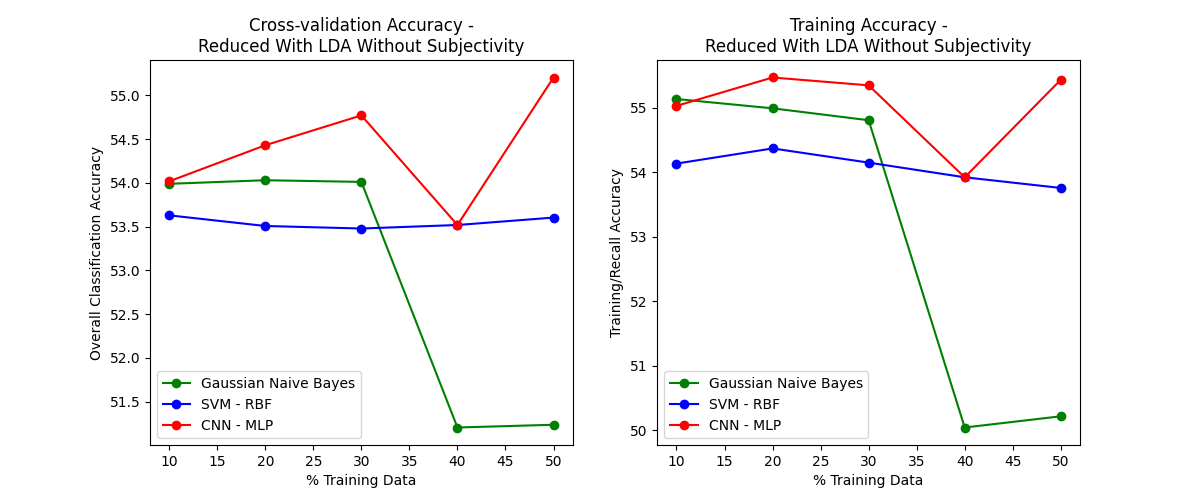 Cross-validation Accuracy -
Reduced With LDA Without Subjectivity
Overall Classification Accuracy
55.0
54.5
54.0
53.5
53.0
52.5
52.0
51.5
Gaussian Naive Bayes
SVM - RBF
CNN - MLP
10 15 20 25 30 35 40 45 50
% Training Data
Training Accuracy -
Reduced With LDA Without Subjectivity
Training/Recall Accuracy
55
54
53
52
51
50
Gaussian Naive Bayes
SVM - RBF
CNN - MLP
10 15 20 25 30 35 40 45 50
% Training Data